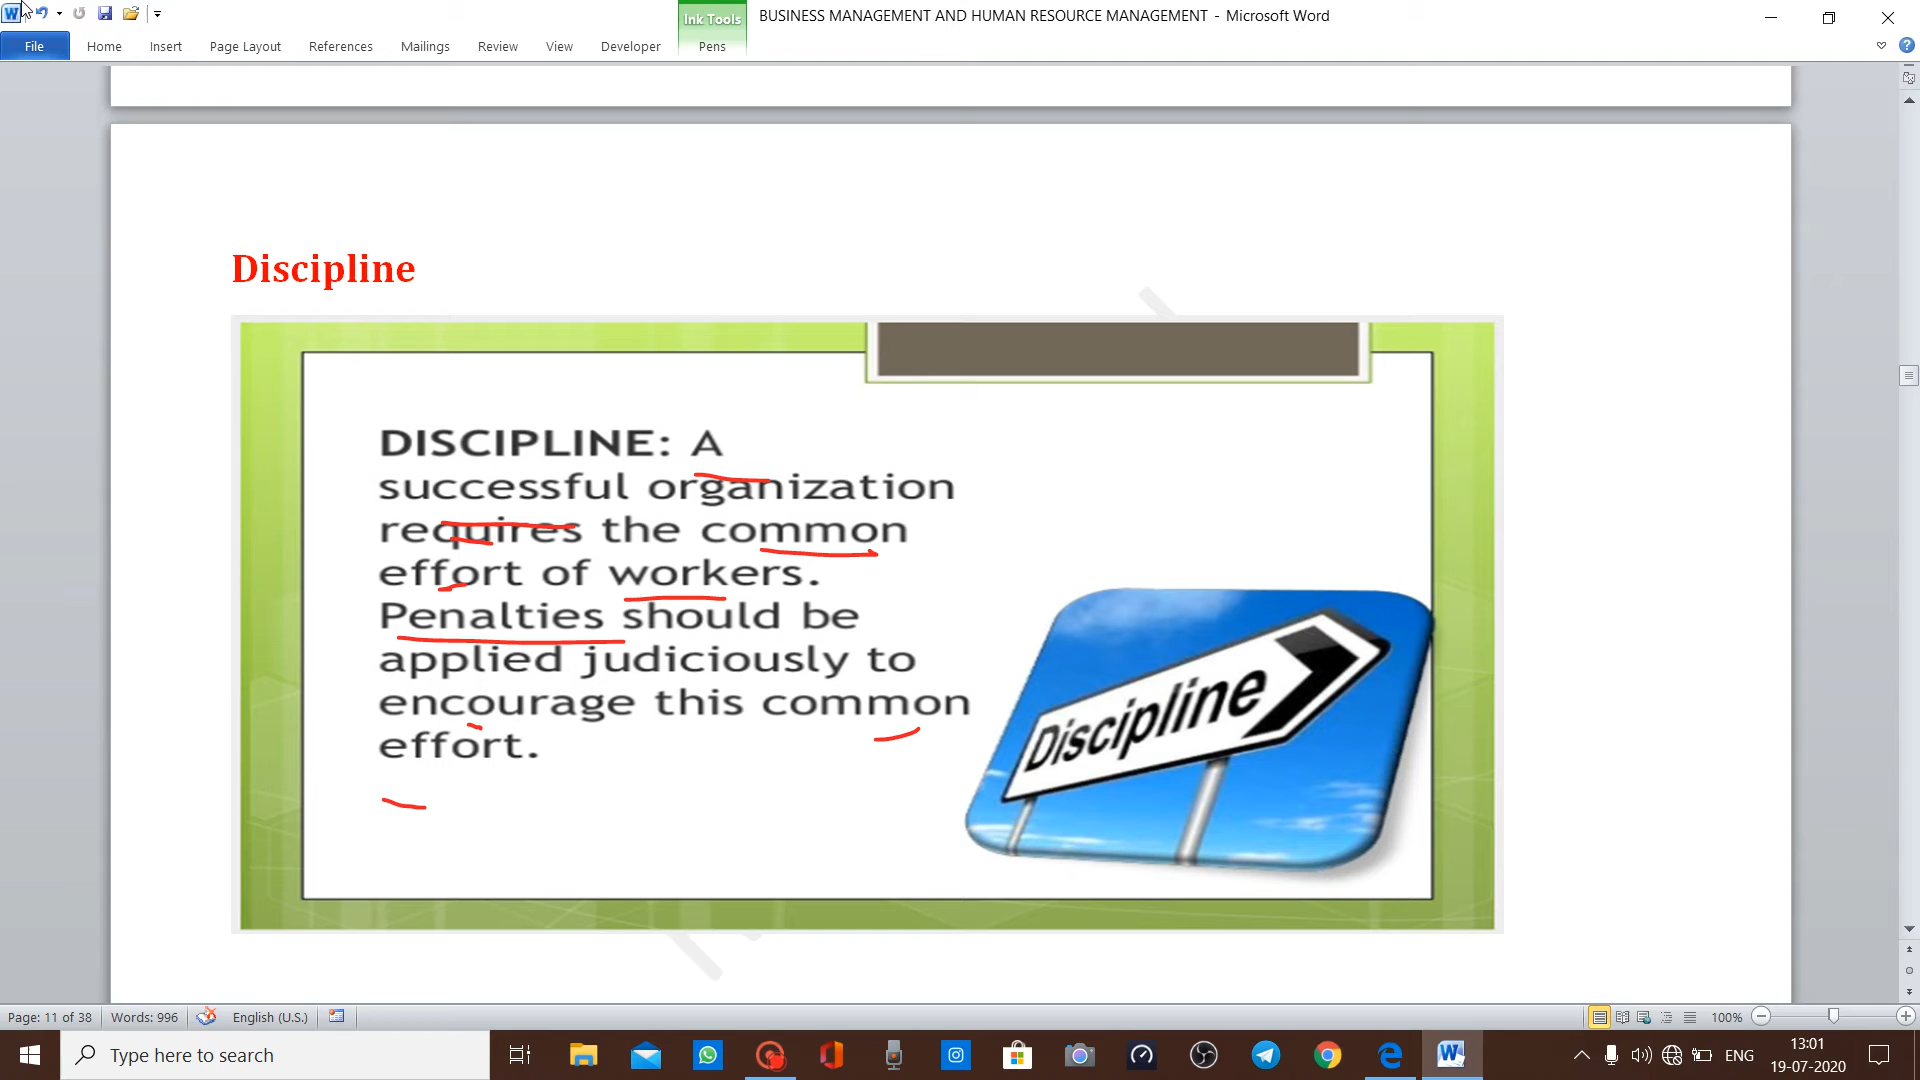 BUSINESS MANAGEMENT AND HUMAN RESOURCE MANAGEMENT - Microsoft Word
Ink Tools
File Home Insert Page Layout References Mailings Review View Developer Pens
Discipline
DISCIPLINE: A
successful organization
requires the common
effort of workers.
Penalties should be
applied judiciously to
encourage this common
effort.
Discipline
Page: 11 of 38 Words: 996 English (U.S.) 100%
Type here to search
ENG
13:01
19-07-2020